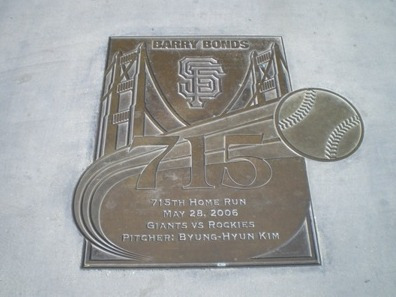 BARRY BONDS
SF
715
715TH HOME RUN
MAY 28, 2006
GIANTS VS ROCKIES
PITCHER: BYUNG-HYUN KIM